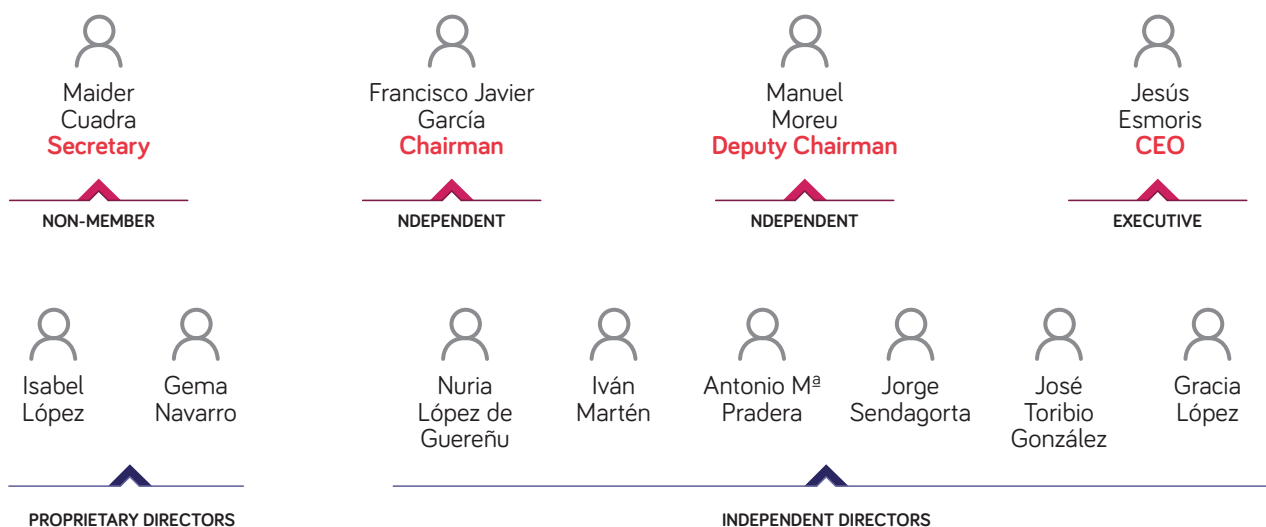 Maider
Cuadra
Secretary
NON-MEMBER
Francisco Javier
García
Chairman
NDEPENDENT
Manuel
Moreu
Deputy Chairman
NDEPENDENT
Jesús
Esmoris
CEO
EXECUTIVE
Isabel
López
Gema
Navarro
PROPRIETARY DIRECTORS
Nuria
López de
Guereñu
Iván
Martén
Antonio Mª
Pradera
Jorge
Sendagorta
José
Toribio
González
Gracia
López
INDEPENDENT DIRECTORS